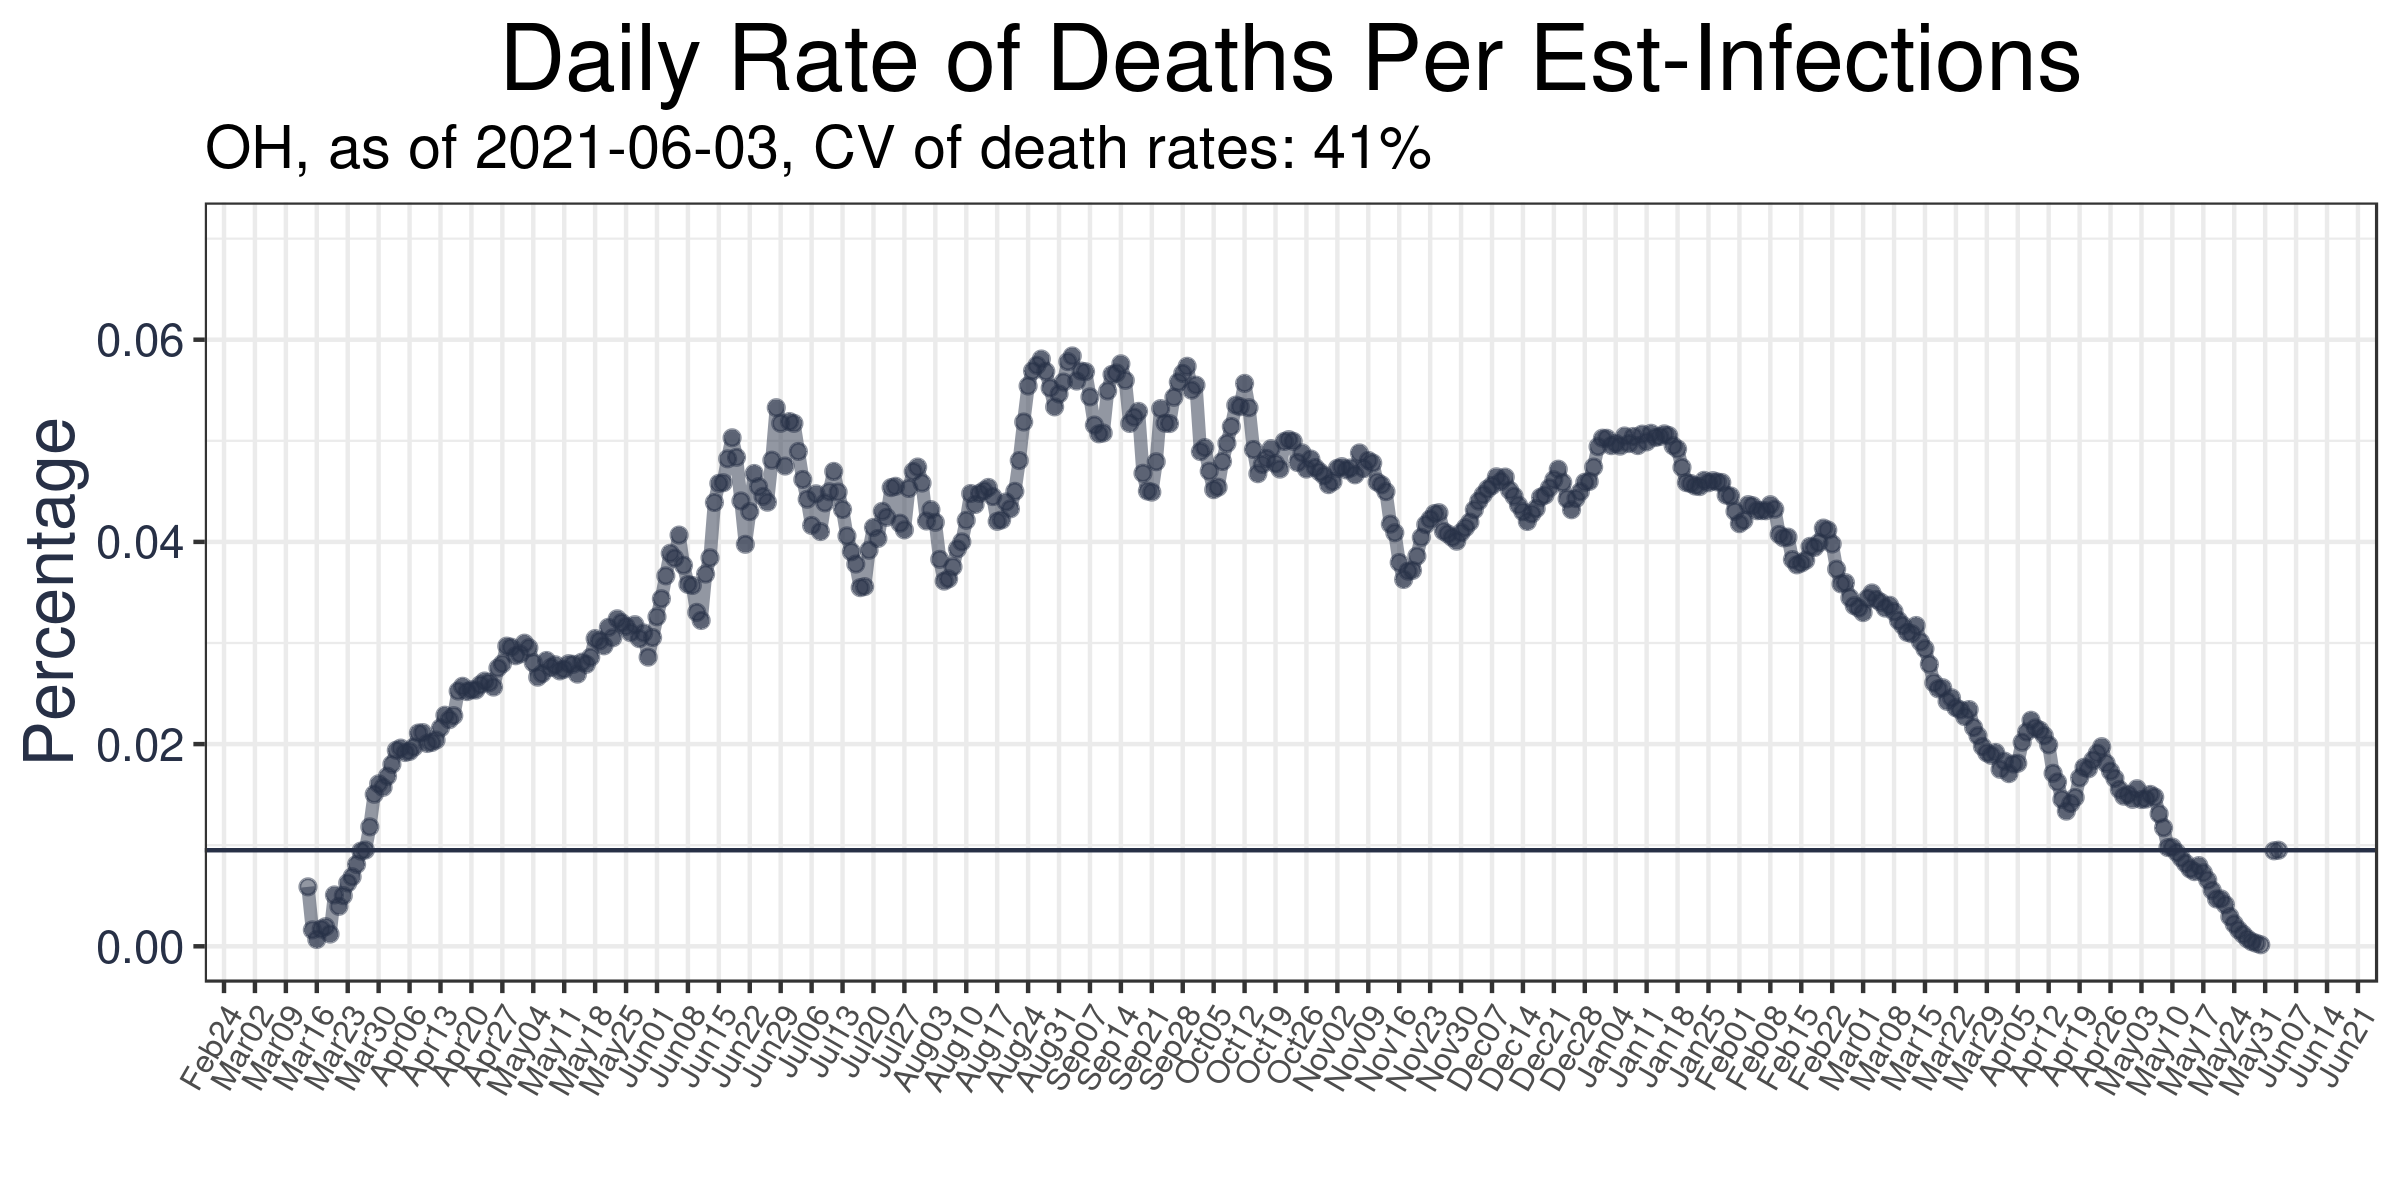 Daily Rate of Deaths Per Est-Infections
OH, as of 2021-06-03, CV of death rates: 41%
Percentage
0.06
0.04
0.02
0.00
Feb24
Mar02
Mar09
Mar16
Mar23
Mar30
Apr06
Apr13
Apr20
Apr27
May04
May11
May18
May25
Jun01
Jun08
Jun15
Jun22
Jun29
Jul06
Jul13
Jul20
Jul27
Aug03
Aug10
Aug17
Aug24
Aug31
Sep07
Sep14
Sep21
Sep28
Oct05
Oct12
Oct19
Oct26
Nov02
Nov09
Nov16
Nov23
Nov30
Dec07
Dec14
Dec21
Dec28
Jan04
Jan11
Jan18
Jan25
Feb01
Feb08
Feb15
Feb22
Mar01
Mar08
Mar15
Mar22
Mar29
Apr05
Apr12
Apr19
Apr26
May03
May10
May17
May24
May31
Jun07
Jun14
Jun21